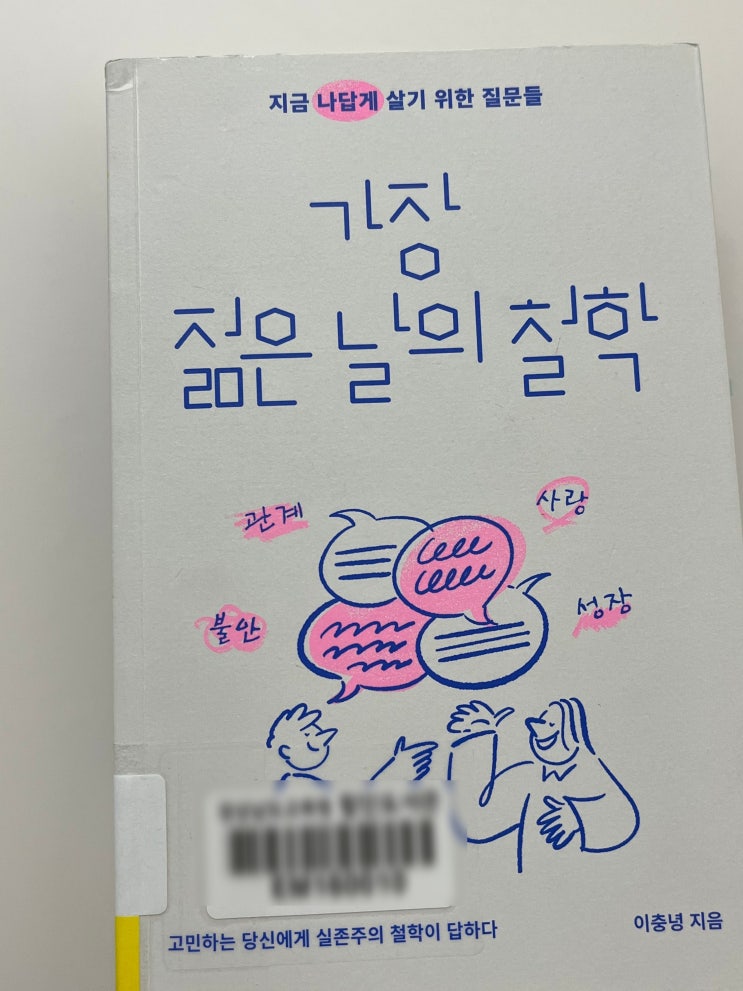 지금 나답게 살기 위한 질문들
가장
젊은 날의 철학
관계
사랑
불안
성장
고민하는 당신에게 실존주의 철학이 답하다
이충녕 지음